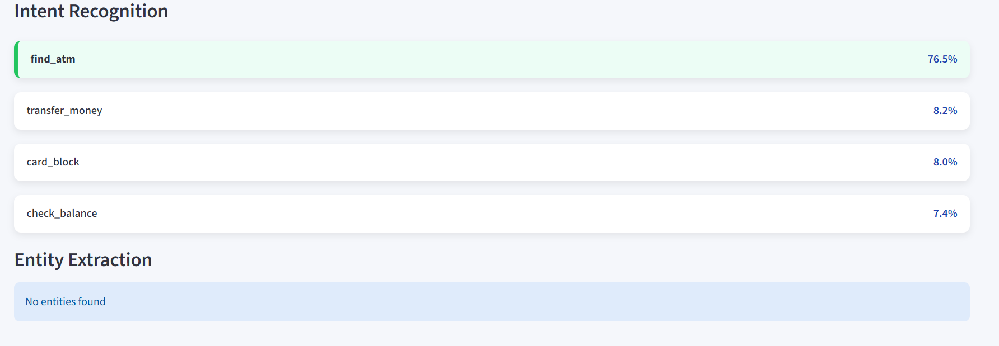 Intent Recognition
find_atm 76.5%
transfer_money 8.2%
card_block 8.0%
check_balance 7.4%
Entity Extraction
No entities found